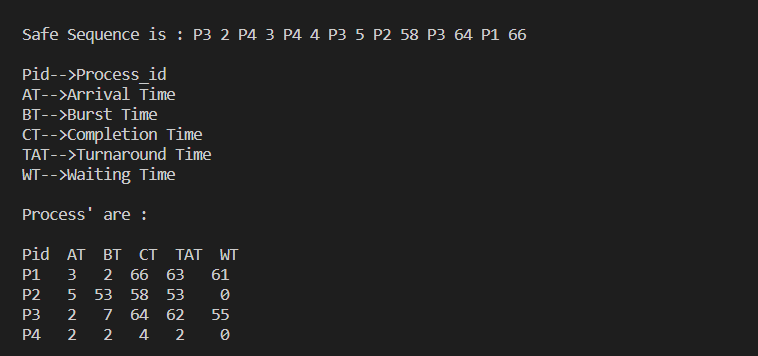 Safe Sequence is : P3 2 P4 3 P4 4 P3 5 P2 58 P3 64 P1 66
Pid-->Process_id
AT-->Arrival Time
BT-->Burst Time
CT-->Completion Time
TAT-->Turnaround Time
WT-->Waiting Time
Process' are :
Pid  AT  BT  CT  TAT  WT
P1   3   2  66  63   61
P2   5  53  58  53    0
P3   2   7  64  62   55
P4   2   2   4   2    0